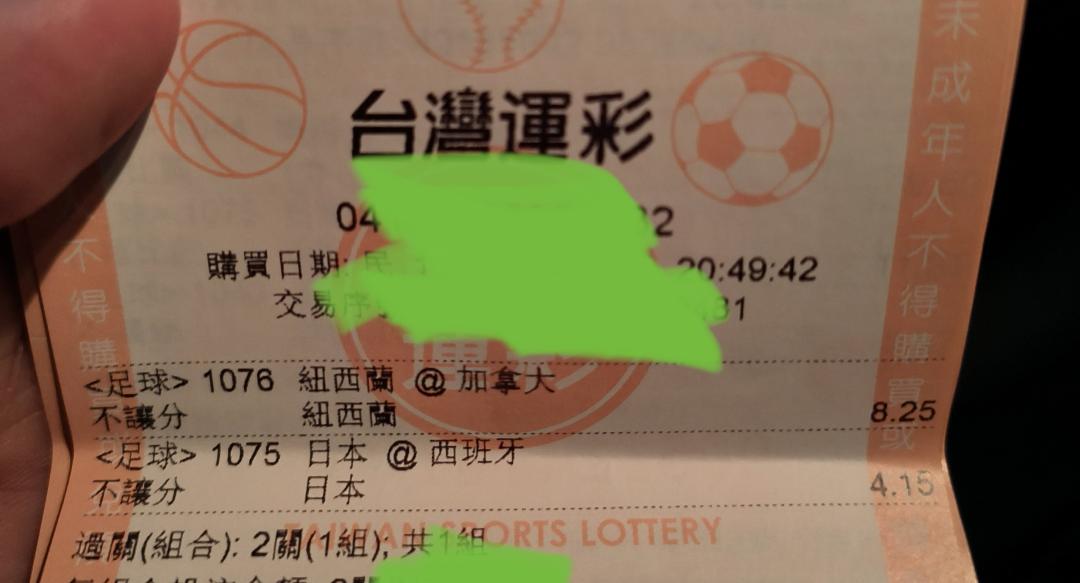 台灣運彩
04 2
購買日期: 20:49:42
交易序 31
<足球> 1076 紐西蘭 @ 加拿大
不讓分 紐西蘭 8.25
<足球> 1075 日本 @ 西班牙
不讓分 日本 4.15
TAIWAN SPORTS LOTTERY
過關(組合): 2關(1組); 共1組
未成年人不得購買或
不得購